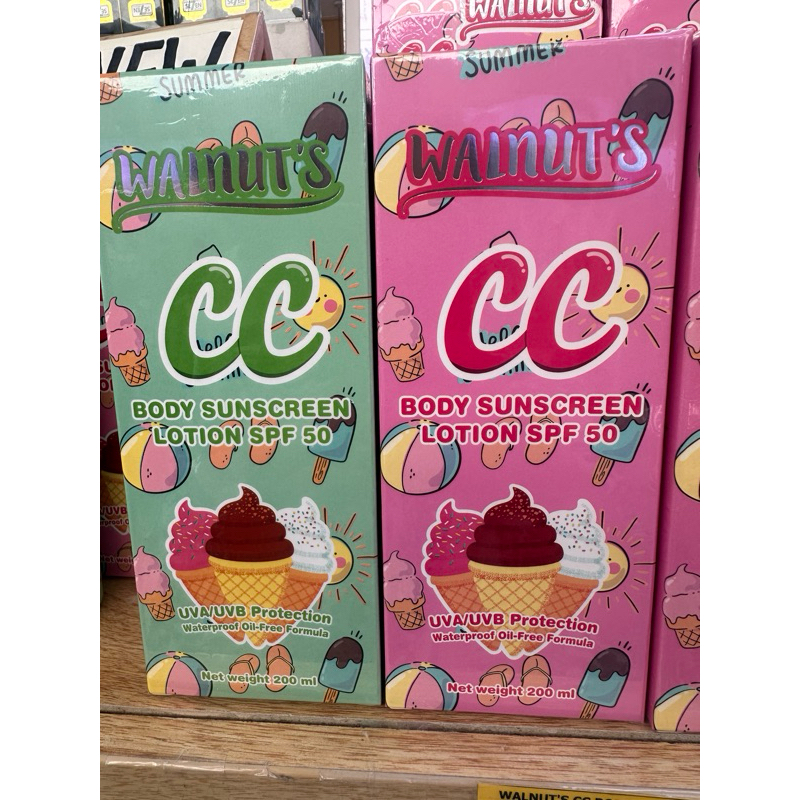 WALNUT'S
SUMMER
WALNUT'S
CC
BODY SUNSCREEN
LOTION SPF 50
UVA/UVB Protection
Waterproof Oil-Free Formula
Net weight 200 ml
SUMMER
WALNUT'S
CC
BODY SUNSCREEN
LOTION SPF 50
UVA/UVB Protection
Waterproof Oil-Free Formula
Net weight 200 ml
WALNUT'S CC